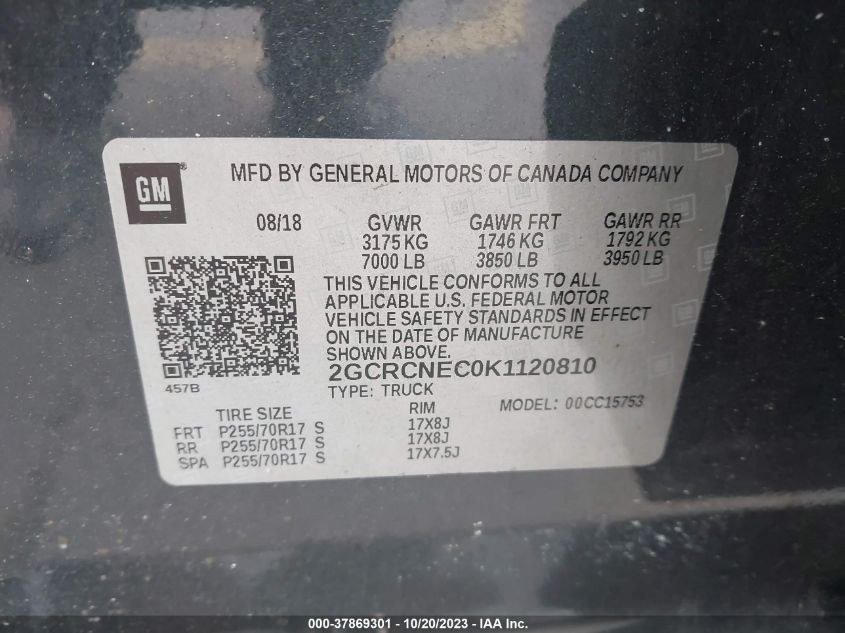 GM
MFD BY GENERAL MOTORS OF CANADA COMPANY
08/18 GVWR GAWR FRT GAWR RR
3175 KG 1746 KG 1792 KG
7000 LB 3850 LB 3950 LB
THIS VEHICLE CONFORMS TO ALL
APPLICABLE U.S. FEDERAL MOTOR
VEHICLE SAFETY STANDARDS IN EFFECT
ON THE DATE OF MANUFACTURE
SHOWN ABOVE.
2GCRCNEC0K1120810
457B
TYPE: TRUCK
MODEL: 00CC15753
TIRE SIZE RIM
FRT P255/70R17 S 17X8J
RR P255/70R17 S 17X8J
SPA P255/70R17 S 17X7.5J
000-37869301 - 10/20/2023 - IAA Inc.